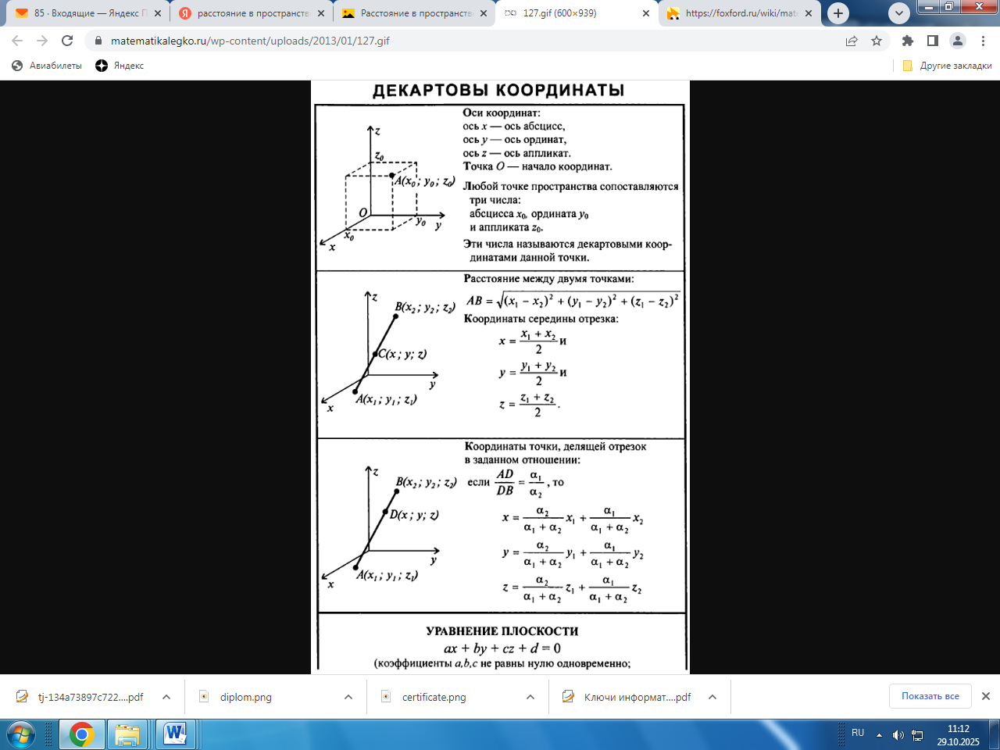 85 · Входящие — Яндекс П
расстояние в пространств
Расстояние в пространств
127.gif (600×939)
https://foxford.ru/wiki/mate
matematikalegko.ru/wp-content/uploads/2013/01/127.gif
Авиабилеты
Яндекс
Другие закладки
ДЕКАРТОВЫ КООРДИНАТЫ
z
z₀
A(x₀; y₀; z₀)
O
y₀
y
x₀
x
Оси координат:
ось x — ось абсцисс,
ось y — ось ординат,
ось z — ось аппликат.
Точка O — начало координат.
Любой точке пространства сопоставляются
три числа:
абсцисса x₀, ордината y₀
и аппликата z₀.
Эти числа называются декартовыми коор-
динатами данной точки.
z
B(x₂; y₂; z₂)
C(x; y; z)
y
A(x₁; y₁; z₁)
x
Расстояние между двумя точками:
AB = √(x₁ − x₂)² + (y₁ − y₂)² + (z₁ − z₂)²
Координаты середины отрезка:
x = (x₁ + x₂)/2 и
y = (y₁ + y₂)/2 и
z = (z₁ + z₂)/2.
z
B(x₂; y₂; z₂)
D(x; y; z)
y
A(x₁; y₁; z₁)
x
Координаты точки, делящей отрезок
в заданном отношении:
если AD/DB = α₁/α₂, то
x = α₂/(α₁ + α₂) x₁ + α₁/(α₁ + α₂) x₂
y = α₂/(α₁ + α₂) y₁ + α₁/(α₁ + α₂) y₂
z = α₂/(α₁ + α₂) z₁ + α₁/(α₁ + α₂) z₂
УРАВНЕНИЕ ПЛОСКОСТИ
ax + by + cz + d = 0
(коэффициенты a,b,c не равны нулю одновременно;
tj-134a73897c722....pdf
diplom.png
certificate.png
Ключи информат....pdf
Показать все
RU
11:12
29.10.2025